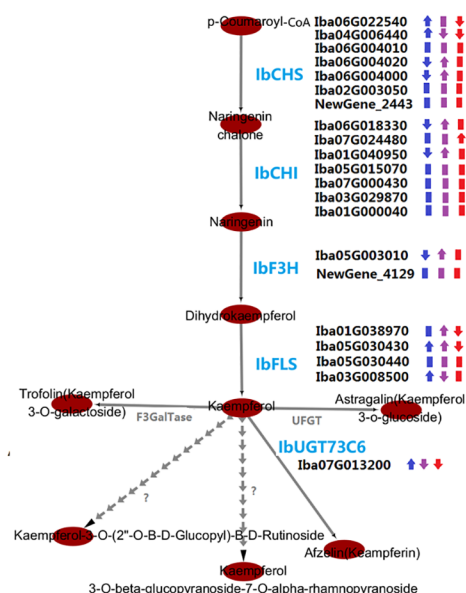 p-Coumaroyl-CoA
Iba06G022540
Iba04G006440
Iba06G004010
Iba06G004020
Iba06G004000
Iba02G003050
NewGene_2443
IbCHS
Naringenin
chalone
Iba06G018330
Iba07G024480
Iba01G040950
Iba05G015070
Iba07G000430
Iba03G029870
Iba01G000040
IbCHI
Naringenin
Iba05G003010
NewGene_4129
IbF3H
Dihydrokaempferol
Iba01G038970
Iba05G030430
Iba05G030440
Iba03G008500
IbFLS
Trofolin(Kaempferol
3-O-galactoside)
F3GalTase
Kaempferol
UFGT
Astragalin(Kaempferol
3-o-glucoside)
IbUGT73C6
Iba07G013200
?
?
Kaempferol-3-O-(2"-O-B-D-Glucopyl)-B-D-Rutinoside
Afzelin(Keampferin)
Kaempferol
3-O-beta-glucopyranoside-7-O-alpha-rhamnopyranoside